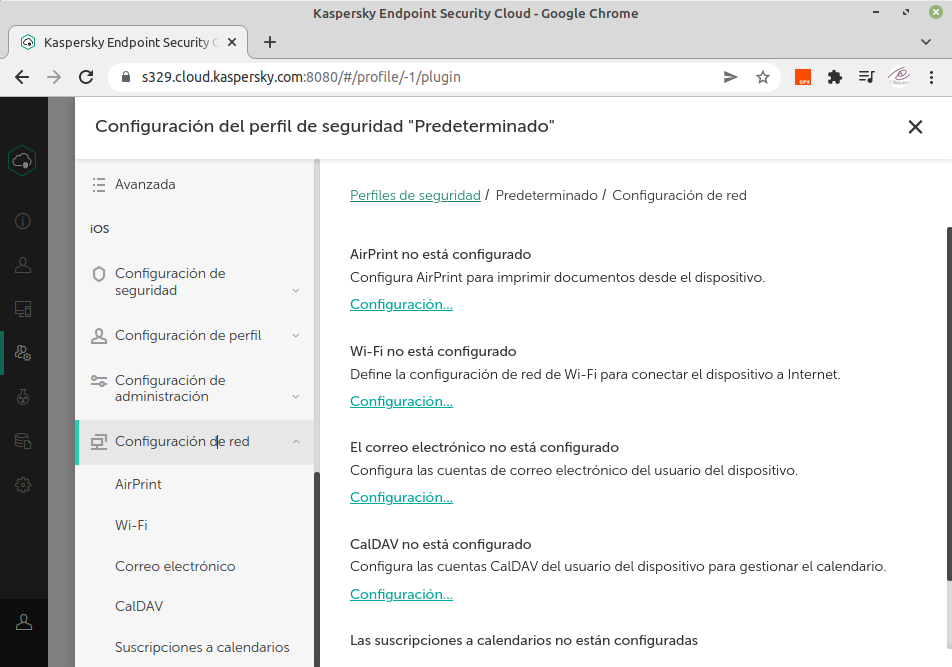 Kaspersky Endpoint Security Cloud - Google Chrome
Kaspersky Endpoint Security C
s329.cloud.kaspersky.com:8080/#/profile/-1/plugin
GPX
Configuración del perfil de seguridad "Predeterminado"
Avanzada
iOS
Configuración de
seguridad
Configuración de perfil
Configuración de
administración
Configuración de red
AirPrint
Wi-Fi
Correo electrónico
CalDAV
Suscripciones a calendarios
Perfiles de seguridad / Predeterminado / Configuración de red
AirPrint no está configurado
Configura AirPrint para imprimir documentos desde el dispositivo.
Configuración...
Wi-Fi no está configurado
Define la configuración de red de Wi-Fi para conectar el dispositivo a Internet.
Configuración...
El correo electrónico no está configurado
Configura las cuentas de correo electrónico del usuario del dispositivo.
Configuración...
CalDAV no está configurado
Configura las cuentas CalDAV del usuario del dispositivo para gestionar el calendario.
Configuración...
Las suscripciones a calendarios no están configuradas